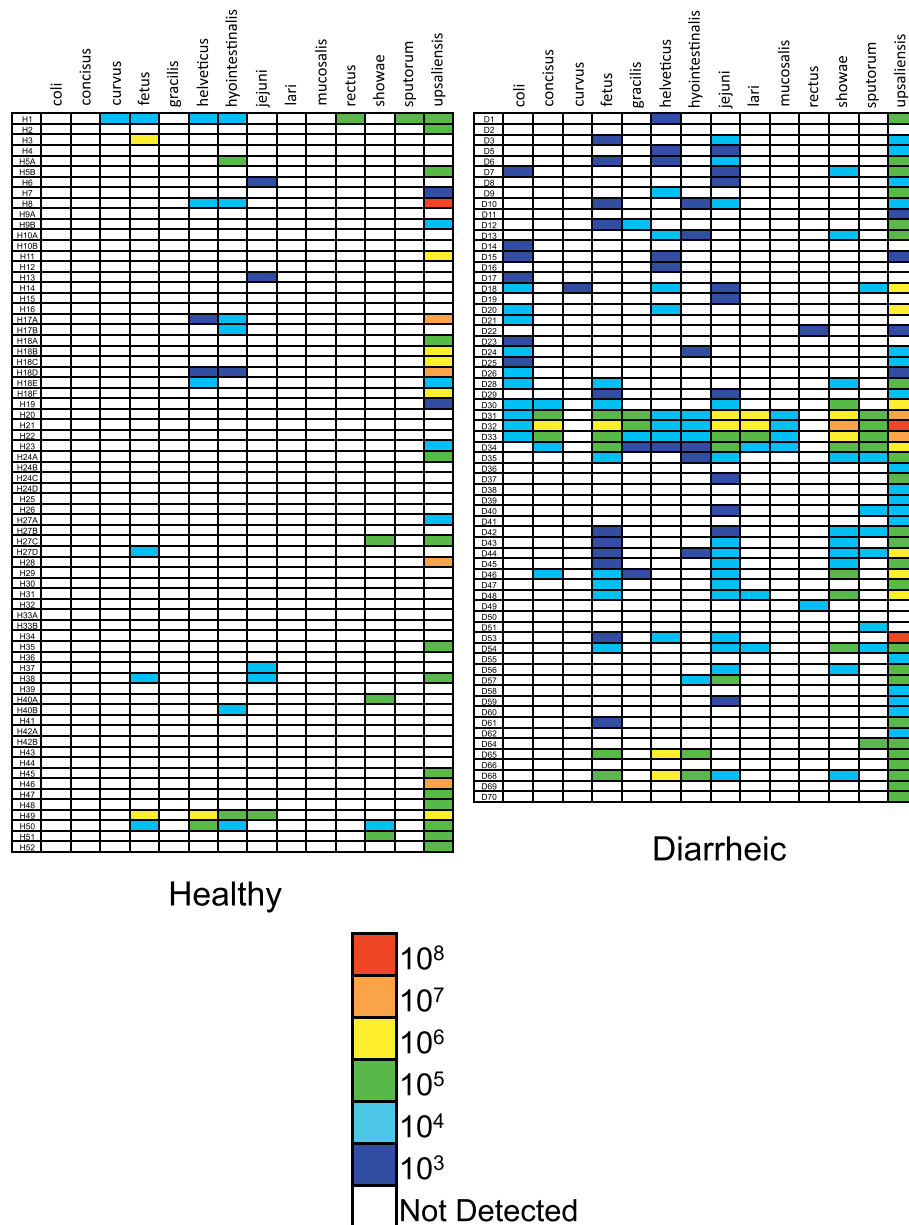 coli concisus curvus fetus gracilis helveticus hyointestinalis jejuni lari mucosalis rectus showae sputorum upsaliensis
H1
H2
H3
H4
H5A
H5B
H6
H7
H8
H9A
H9B
H10A
H10B
H11
H12
H13
H14
H15
H16
H17A
H17B
H18A
H18B
H18C
H18D
H18E
H18F
H19
H20
H21
H22
H23
H24A
H24B
H24C
H24D
H25
H26
H27A
H27B
H27C
H27D
H28
H29
H30
H31
H32
H33A
H33B
H34
H35
H36
H37
H38
H39
H40A
H40B
H41
H42A
H42B
H43
H44
H45
H46
H47
H48
H49
H50
H51
H52
Healthy
coli concisus curvus fetus gracilis helveticus hyointestinalis jejuni lari mucosalis rectus showae sputorum upsaliensis
D1
D2
D3
D5
D6
D7
D8
D9
D10
D11
D12
D13
D14
D15
D16
D17
D18
D19
D20
D21
D22
D23
D24
D25
D26
D28
D29
D30
D31
D32
D33
D34
D35
D36
D37
D38
D39
D40
D41
D42
D43
D44
D45
D46
D47
D48
D49
D50
D51
D53
D54
D55
D56
D57
D58
D59
D60
D61
D62
D64
D65
D66
D68
D69
D70
Diarrheic
10⁸
10⁷
10⁶
10⁵
10⁴
10³
Not Detected